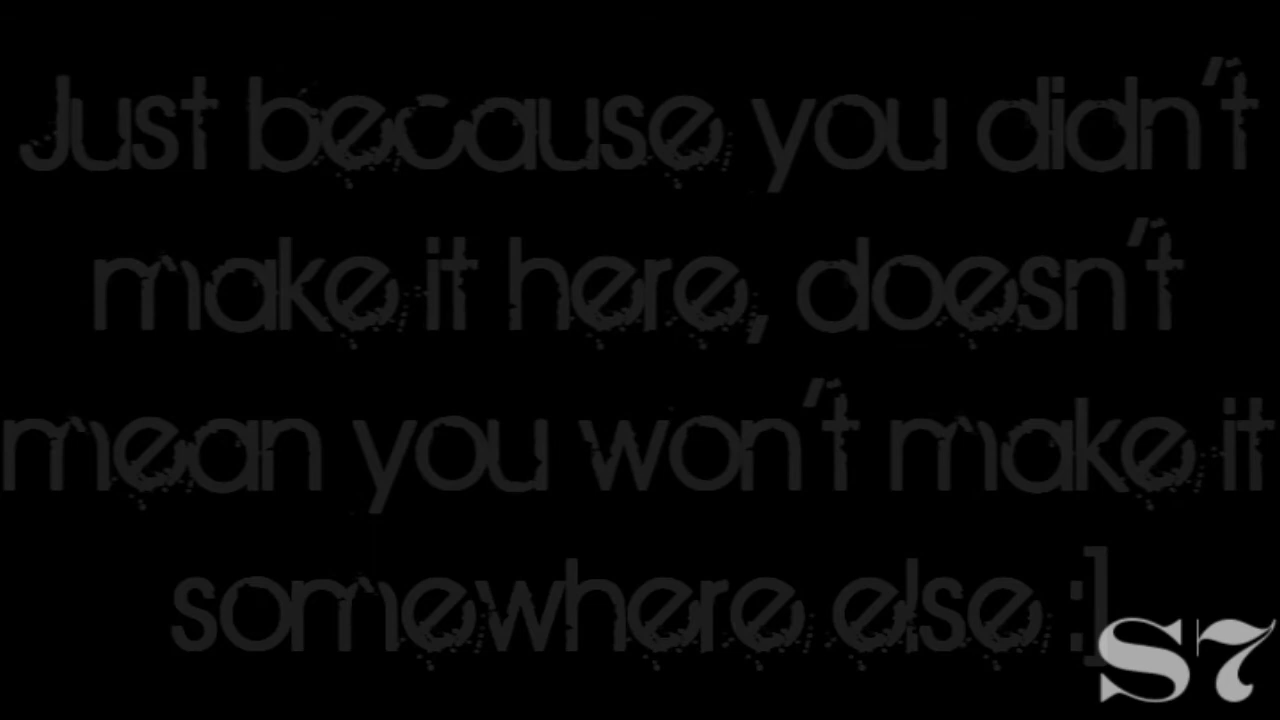 Just because you didn't
make it here, doesn't
mean you won't make it
somewhere else :]
S7